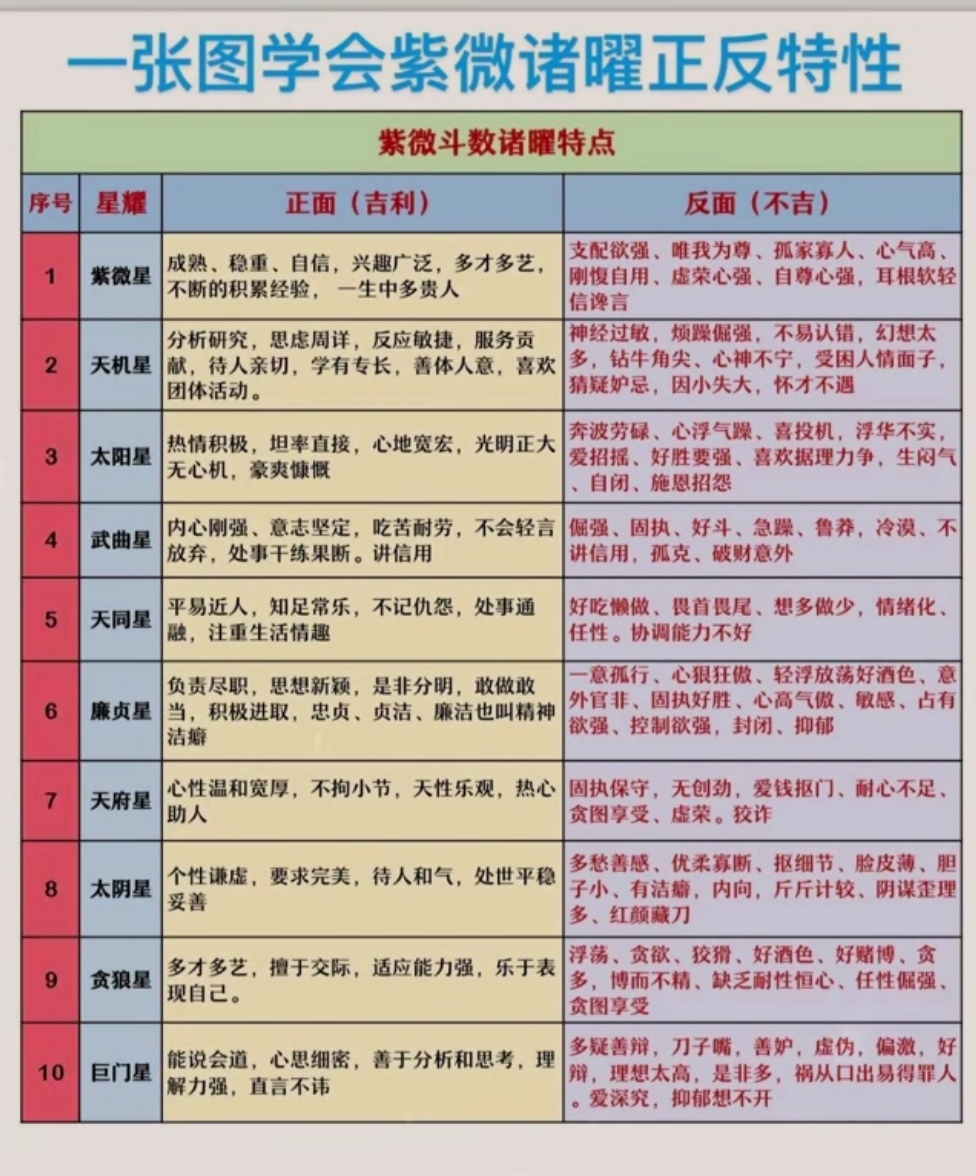 一张图学会紫微诸曜正反特性
紫微斗数诸曜特点
序号 星耀 正面（吉利） 反面（不吉）
1 紫微星
成熟、稳重、自信，兴趣广泛，多才多艺，
不断的积累经验， 一生中多贵人
支配欲强、唯我为尊、孤家寡人、心气高、
刚愎自用、虚荣心强、自尊心强，耳根软轻
信谗言
2 天机星
分析研究，思虑周详，反应敏捷，服务贡
献，待人亲切，学有专长，善体人意，喜欢
团体活动。
神经过敏，烦躁倔强，不易认错，幻想太
多，钻牛角尖、心神不宁，受困人情面子，
猜疑妒忌，因小失大，怀才不遇
3 太阳星
热情积极，坦率直接，心地宽宏，光明正大
无心机，豪爽慷慨
奔波劳碌、心浮气躁、喜投机，浮华不实，
爱招摇、好胜要强、喜欢据理力争，生闷气
、自闭、施恩招怨
4 武曲星
内心刚强、意志坚定，吃苦耐劳，不会轻言
放弃，处事干练果断。讲信用
倔强、固执、好斗、急躁、鲁莽，冷漠、不
讲信用，孤克、破财意外
5 天同星
平易近人，知足常乐，不记仇怨，处事通
融，注重生活情趣
好吃懒做、畏首畏尾、想多做少，情绪化、
任性。协调能力不好
6 廉贞星
负责尽职，思想新颖，是非分明，敢做敢
当，积极进取，忠贞、贞洁、廉洁也叫精神
洁癖
一意孤行、心狠狂傲、轻浮放荡好酒色、意
外官非、固执好胜、心高气傲、敏感、占有
欲强、控制欲强，封闭、抑郁
7 天府星
心性温和宽厚，不拘小节，天性乐观，热心
助人
固执保守，无创劲，爱钱抠门、耐心不足、
贪图享受、虚荣。狡诈
8 太阴星
个性谦虚，要求完美，待人和气，处世平稳
妥善
多愁善感、优柔寡断、抠细节、脸皮薄、胆
子小、有洁癖，内向，斤斤计较、阴谋歪理
多、红颜藏刀
9 贪狼星
多才多艺，擅于交际，适应能力强，乐于表
现自己。
浮荡、贪欲、狡猾、好酒色、好赌博、贪
多，博而不精、缺乏耐性恒心、任性倔强、
贪图享受
10 巨门星
能说会道，心思细密，善于分析和思考，理
解力强，直言不讳
多疑善辩，刀子嘴，善妒，虚伪，偏激，好
辩，理想太高，是非多，祸从口出易得罪人
。爱深究，抑郁想不开